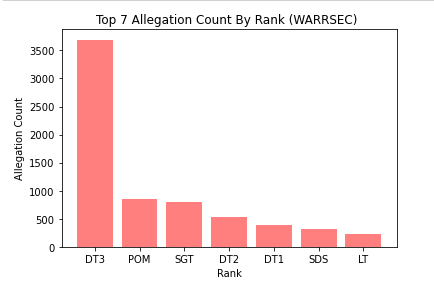 Top 7 Allegation Count By Rank (WARRSEC)
Allegation Count
3500
3000
2500
2000
1500
1000
500
0
DT3 POM SGT DT2 DT1 SDS LT
Rank